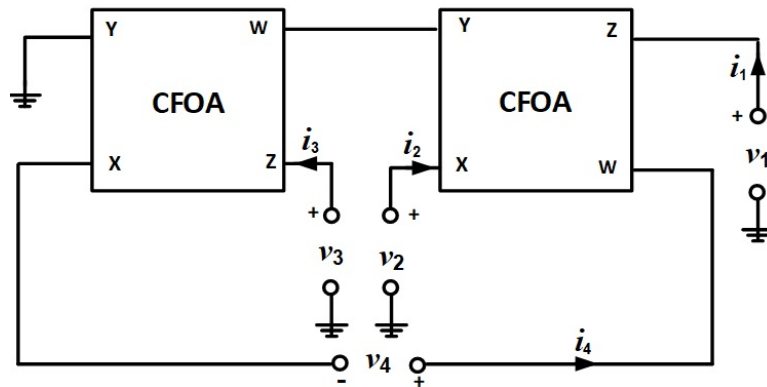 Y W Y Z
CFOA CFOA
i1
+
v1
i3 i2
X Z X W
+ +
v3 v2
v4 i4
- +